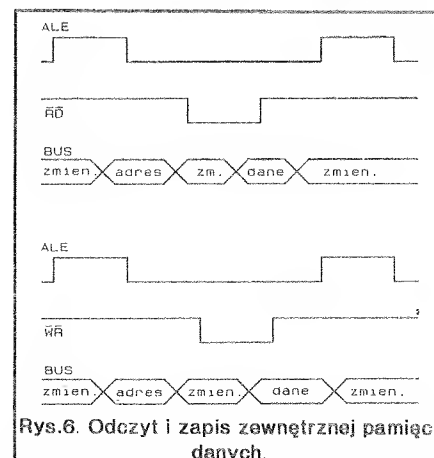 ALE
RD
BUS
zmien. adres zm. dane zmien.
ALE
WR
BUS
zmien. adres zmien. dane zmien.
Rys.6. Odczyt i zapis zewnętrznej pamięc
danych.